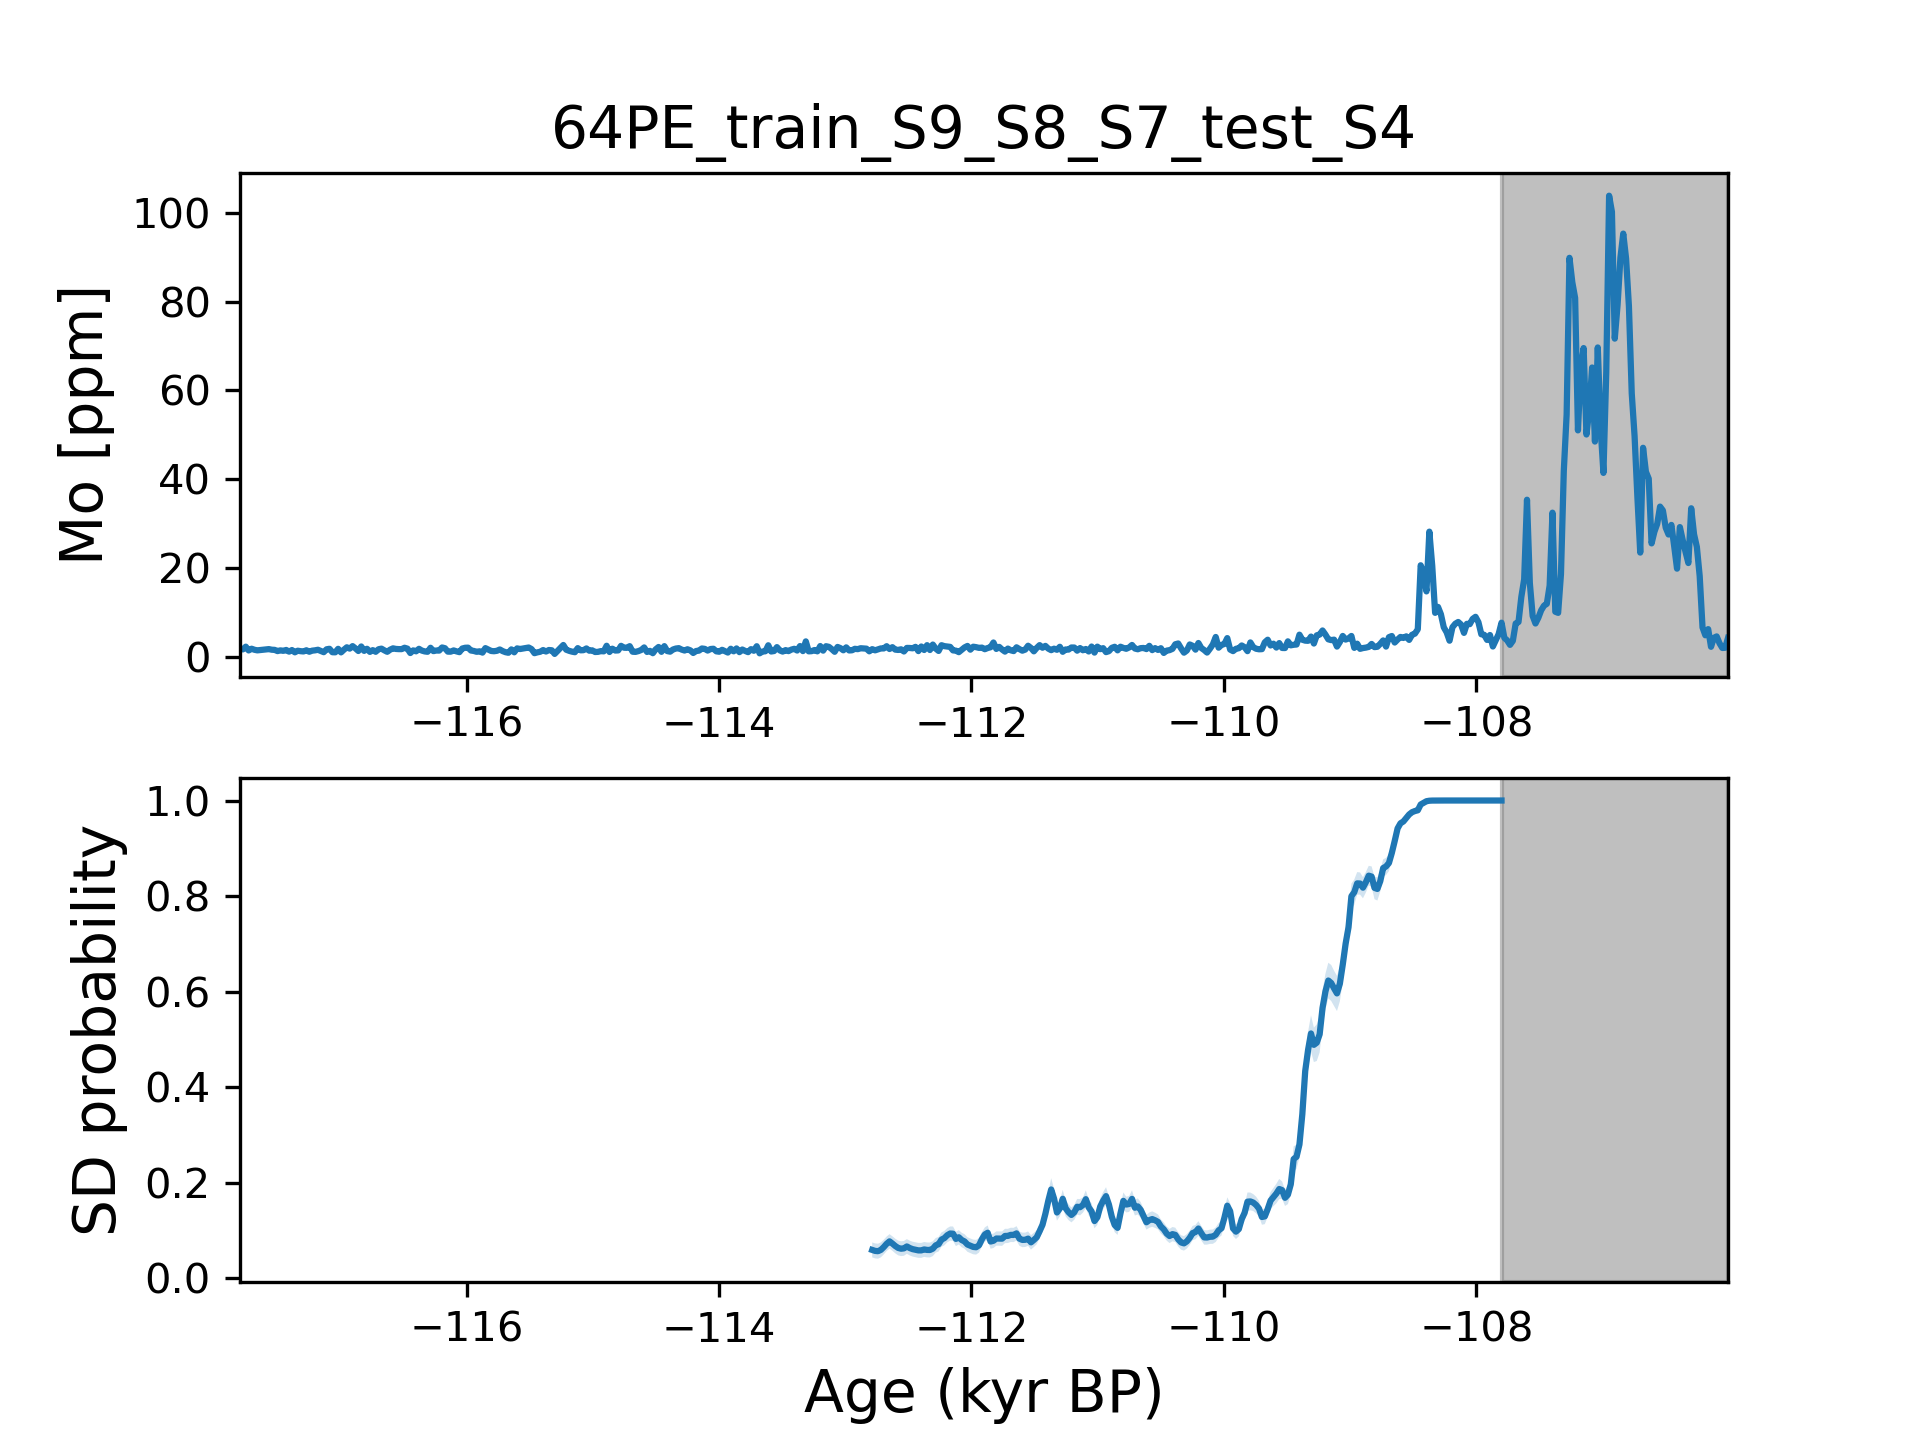 64PE_train_S9_S8_S7_test_S4
Mo [ppm]
100
80
60
40
20
0
−116 −114 −112 −110 −108
SD probability
1.0
0.8
0.6
0.4
0.2
0.0
−116 −114 −112 −110 −108
Age (kyr BP)